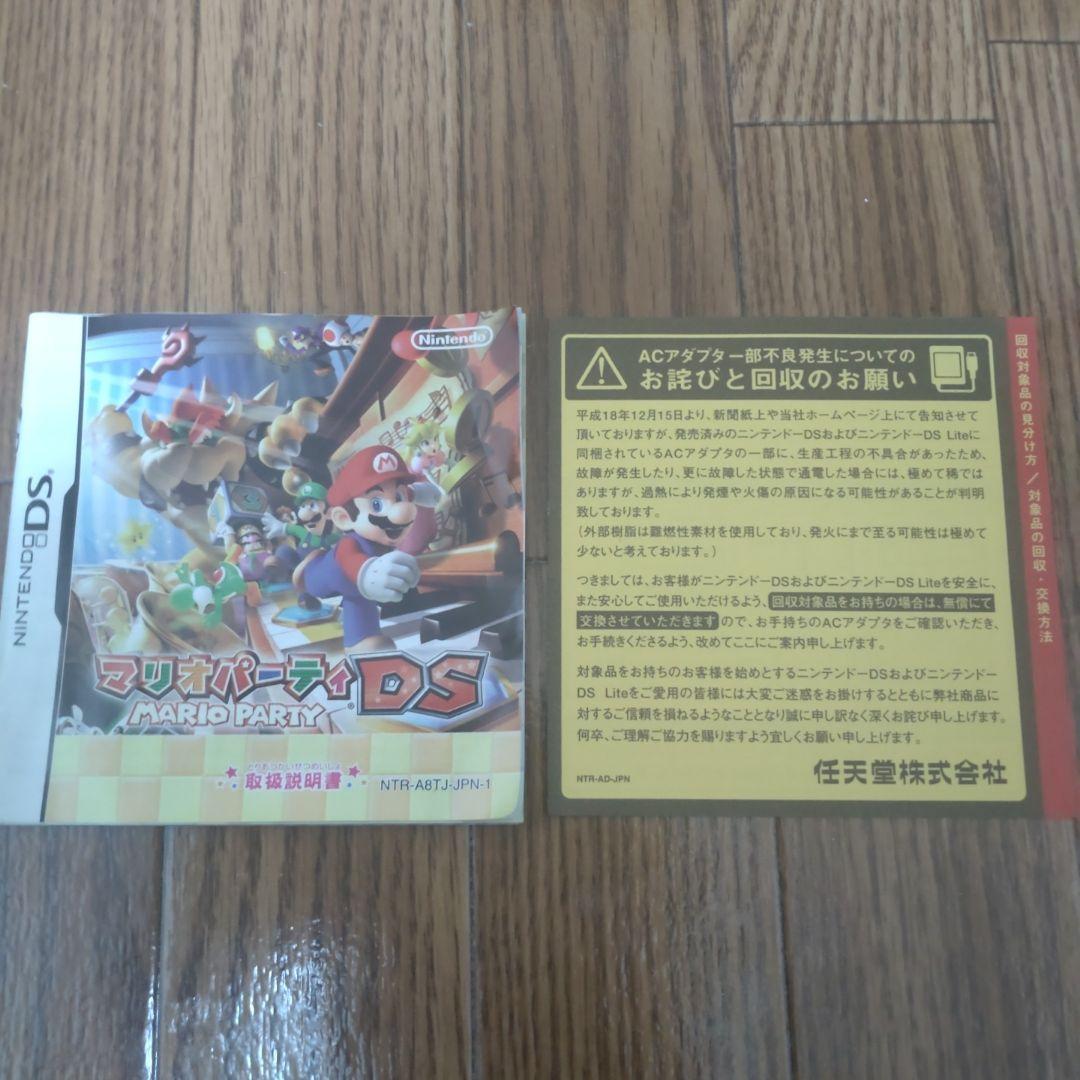 Nintendo
NINTENDO DS
マリオパーティDS
MARIO PARTY
とりあつかいせつめいしょ
取扱説明書
NTR-A8TJ-JPN-1
ACアダプタ一部不良発生についての
お詫びと回収のお願い
平成18年12月15日より、新聞紙上や当社ホームページ上にて告知させて
頂いておりますが、発売済みのニンテンドーDSおよびニンテンドーDS Liteに
同梱されているACアダプタの一部に、生産工程の不具合があったため、
故障が発生したり、更に故障した状態で通電した場合には、極めて稀では
ありますが、過熱により発煙や火傷の原因になる可能性があることが判明
致しております。
（外部樹脂は難燃性素材を使用しており、発火にまで至る可能性は極めて
少ないと考えております。）
つきましては、お客様がニンテンドーDSおよびニンテンドーDS Liteを安全に、
また安心してご使用いただけるよう、回収対象品をお持ちの場合は、無償にて
交換させていただきますので、お手持ちのACアダプタをご確認いただき、
お手続きくださるよう、改めてここにご案内申し上げます。
対象品をお持ちのお客様を始めとするニンテンドーDSおよびニンテンドー
DS Liteをご愛用の皆様には大変ご迷惑をお掛けするとともに弊社商品に
対するご信頼を損ねるようなこととなり誠に申し訳なく深くお詫び申し上げます。
何卒、ご理解ご協力を賜りますよう宜しくお願い申し上げます。
NTR-AD-JPN
任天堂株式会社
回収対象品の見分け方／対象品の回収・交換方法